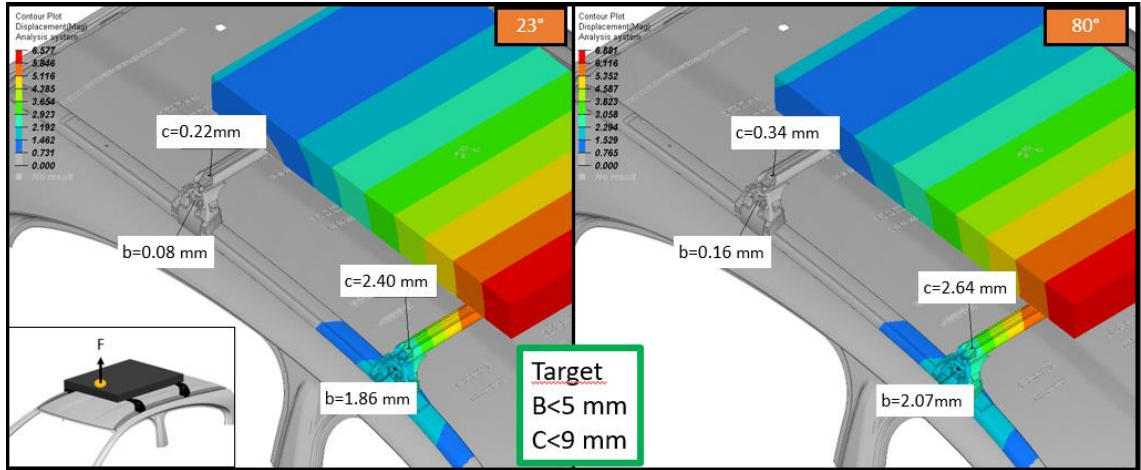 Contour Plot
Displacement(Mag)
Analysis system
6.577
5.846
5.116
4.385
3.654
2.923
2.192
1.462
0.731
0.000
No result
23°
c=0.22mm
b=0.08 mm
c=2.40 mm
b=1.86 mm
F
Target
B<5 mm
C<9 mm
Contour Plot
Displacement(Mag)
Analysis system
6.881
6.116
5.352
4.587
3.823
3.058
2.294
1.529
0.765
0.000
No result
80°
c=0.34 mm
b=0.16 mm
c=2.64 mm
b=2.07mm